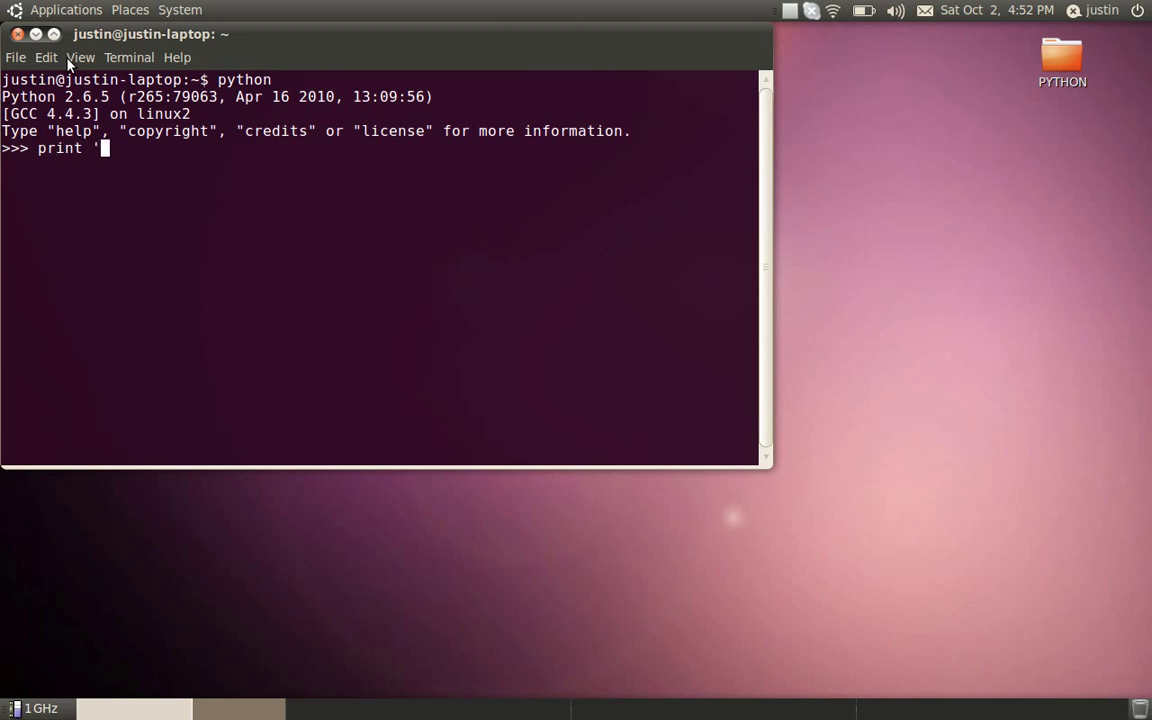 Applications Places System
Sat Oct 2, 4:52 PM justin
justin@justin-laptop: ~
File Edit View Terminal Help
justin@justin-laptop:~$ python
Python 2.6.5 (r265:79063, Apr 16 2010, 13:09:56)
[GCC 4.4.3] on linux2
Type "help", "copyright", "credits" or "license" for more information.
>>> print '
PYTHON
1 GHz